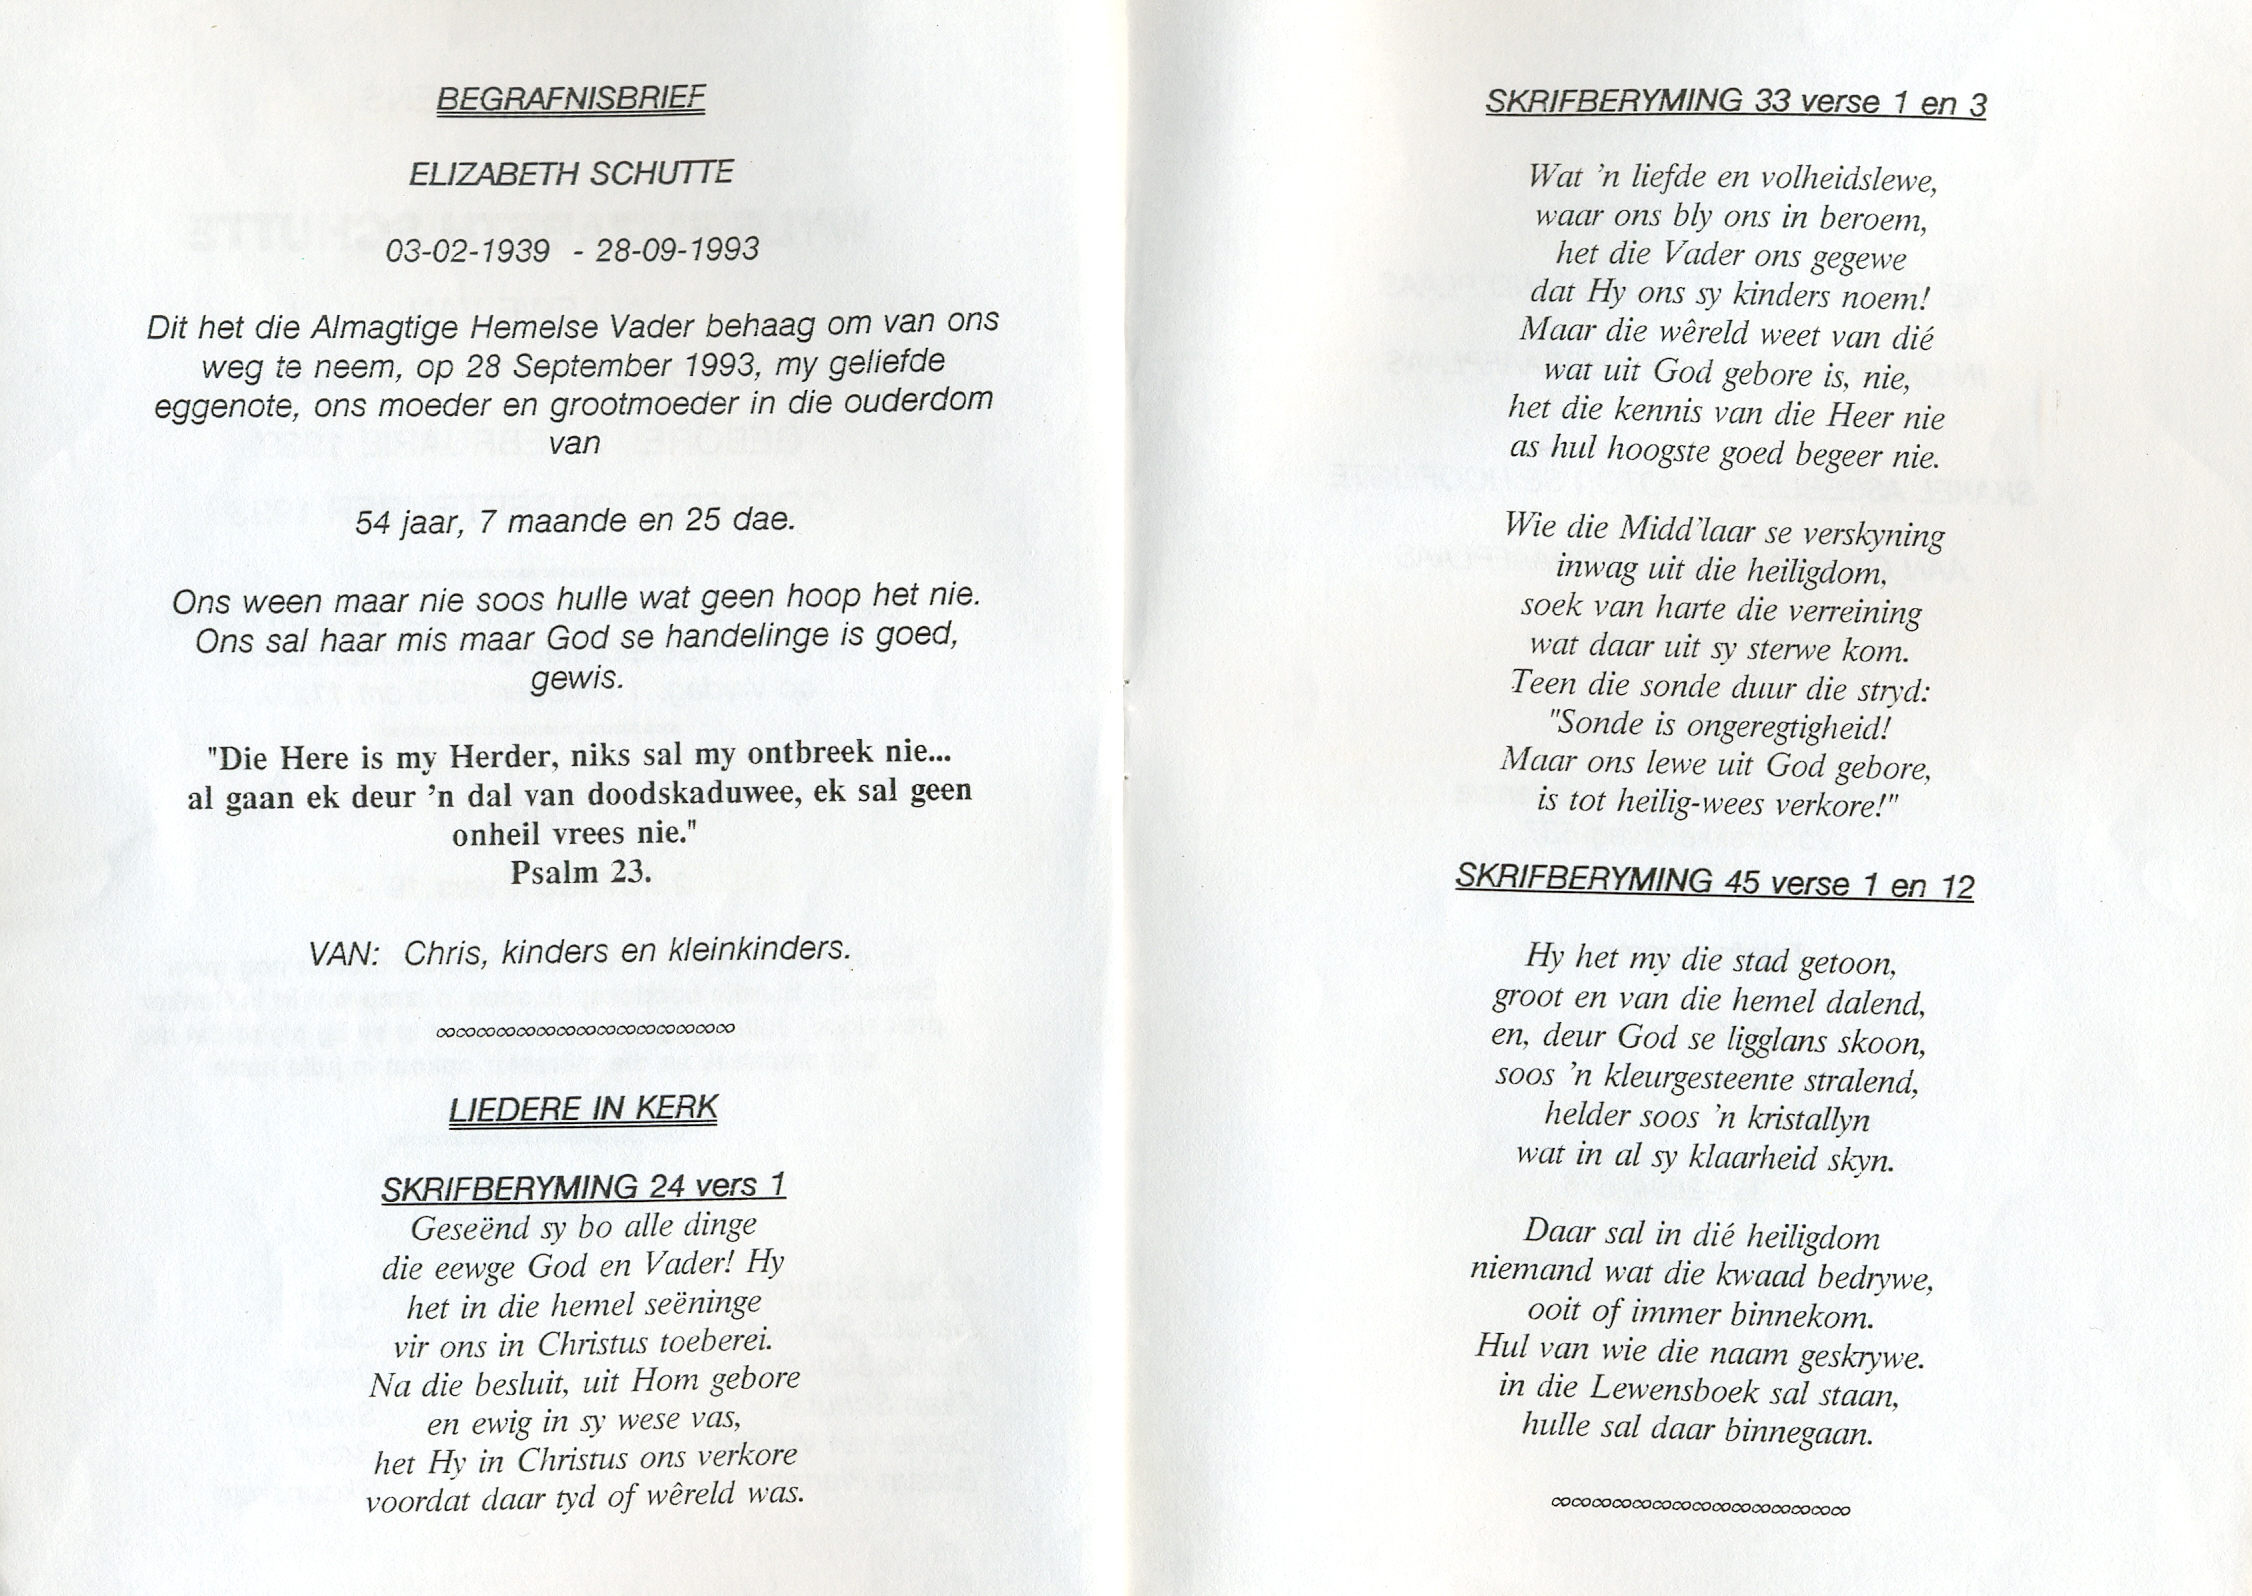 BEGRAFNISBRIEF
ELIZABETH SCHUTTE
03-02-1939 - 28-09-1993
Dit het die Almagtige Hemelse Vader behaag om van ons
weg te neem, op 28 September 1993, my geliefde
eggenote, ons moeder en grootmoeder in die ouderdom
van
54 jaar, 7 maande en 25 dae.
Ons ween maar nie soos hulle wat geen hoop het nie.
Ons sal haar mis maar God se handelinge is goed,
gewis.
"Die Here is my Herder, niks sal my ontbreek nie...
al gaan ek deur 'n dal van doodskaduwee, ek sal geen
onheil vrees nie."
Psalm 23.
VAN: Chris, kinders en kleinkinders.
LIEDERE IN KERK
SKRIFBERYMING 24 vers 1
Geseënd sy bo alle dinge
die eewge God en Vader! Hy
het in die hemel seëninge
vir ons in Christus toeberei.
Na die besluit, uit Hom gebore
en ewig in sy wese vas,
het Hy in Christus ons verkore
voordat daar tyd of wêreld was.
SKRIFBERYMING 33 verse 1 en 3
Wat 'n liefde en volheidslewe,
waar ons bly ons in beroem,
het die Vader ons gegewe
dat Hy ons sy kinders noem!
Maar die wêreld weet van dié
wat uit God gebore is, nie,
het die kennis van die Heer nie
as hul hoogste goed begeer nie.
Wie die Midd'laar se verskyning
inwag uit die heiligdom,
soek van harte die verreining
wat daar uit sy sterwe kom.
Teen die sonde duur die stryd:
"Sonde is ongeregtigheid!
Maar ons lewe uit God gebore,
is tot heilig-wees verkore!"
SKRIFBERYMING 45 verse 1 en 12
Hy het my die stad getoon,
groot en van die hemel dalend,
en, deur God se ligglans skoon,
soos 'n kleurgesteente stralend,
helder soos 'n kristallyn
wat in al sy klaarheid skyn.
Daar sal in dié heiligdom
niemand wat die kwaad bedrywe,
ooit of immer binnekom.
Hul van wie die naam geskrywe.
in die Lewensboek sal staan,
hulle sal daar binnegaan.